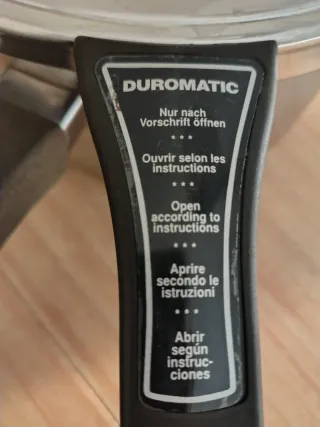 DUROMATIC
Nur nach
Vorschrift öffnen
***
Ouvrir selon les
instructions
***
Open
according to
instructions
***
Aprire
secondo le
istruzioni
***
Abrir
según
instruc-
ciones